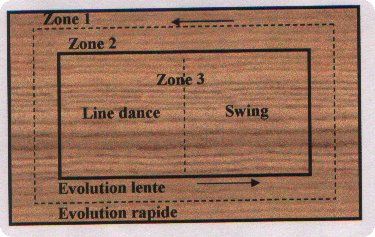 Zone 1
Zone 2
Zone 3
Line dance
Swing
Evolution lente
Evolution rapide